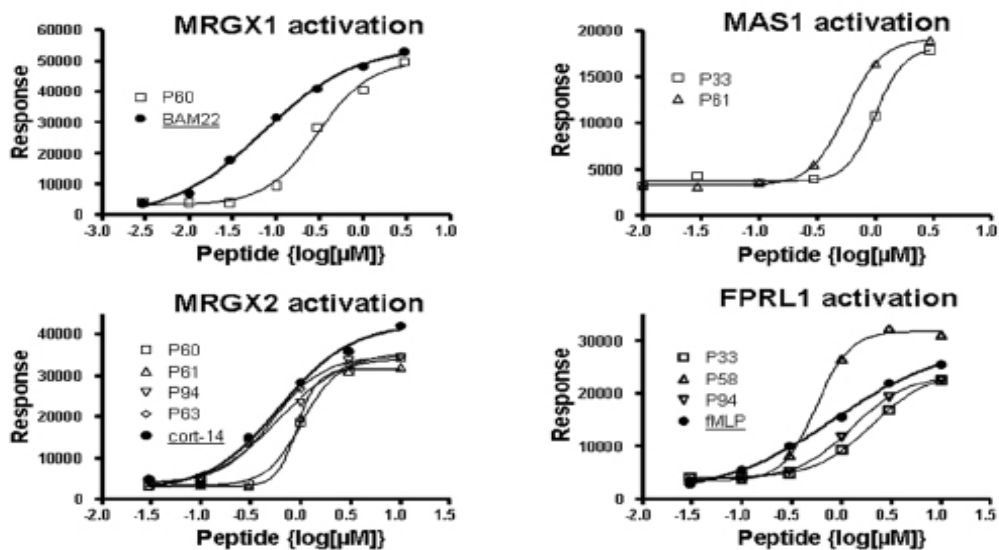 MRGX1 activation
60000
50000
40000
30000
20000
10000
0
Response
P60
BAM22
-3.0 -2.5 -2.0 -1.5 -1.0 -0.5 0.0 0.5 1.0
Peptide {log[µM]}
MAS1 activation
20000
15000
10000
5000
0
Response
P33
P61
-2.0 -1.5 -1.0 -0.5 0.0 0.5 1.0
Peptide {log[µM]}
MRGX2 activation
40000
30000
20000
10000
0
Response
P60
P61
P94
P63
cort-14
-2.0 -1.5 -1.0 -0.5 0.0 0.5 1.0 1.5
Peptide {log[µM]}
FPRL1 activation
30000
20000
10000
0
Response
P33
P58
P94
fMLP
-2.0 -1.5 -1.0 -0.5 0.0 0.5 1.0 1.5
Peptide {log[µM]}